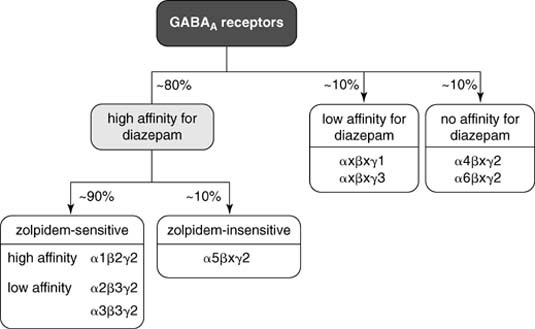 GABAA receptors
~80%
~10%
~10%
high affinity for
diazepam
low affinity for
diazepam
αxβxγ1
αxβxγ3
no affinity for
diazepam
α4βxγ2
α6βxγ2
~90%
~10%
zolpidem-sensitive
high affinity α1β2γ2
low affinity α2β3γ2
α3β3γ2
zolpidem-insensitive
α5βxγ2